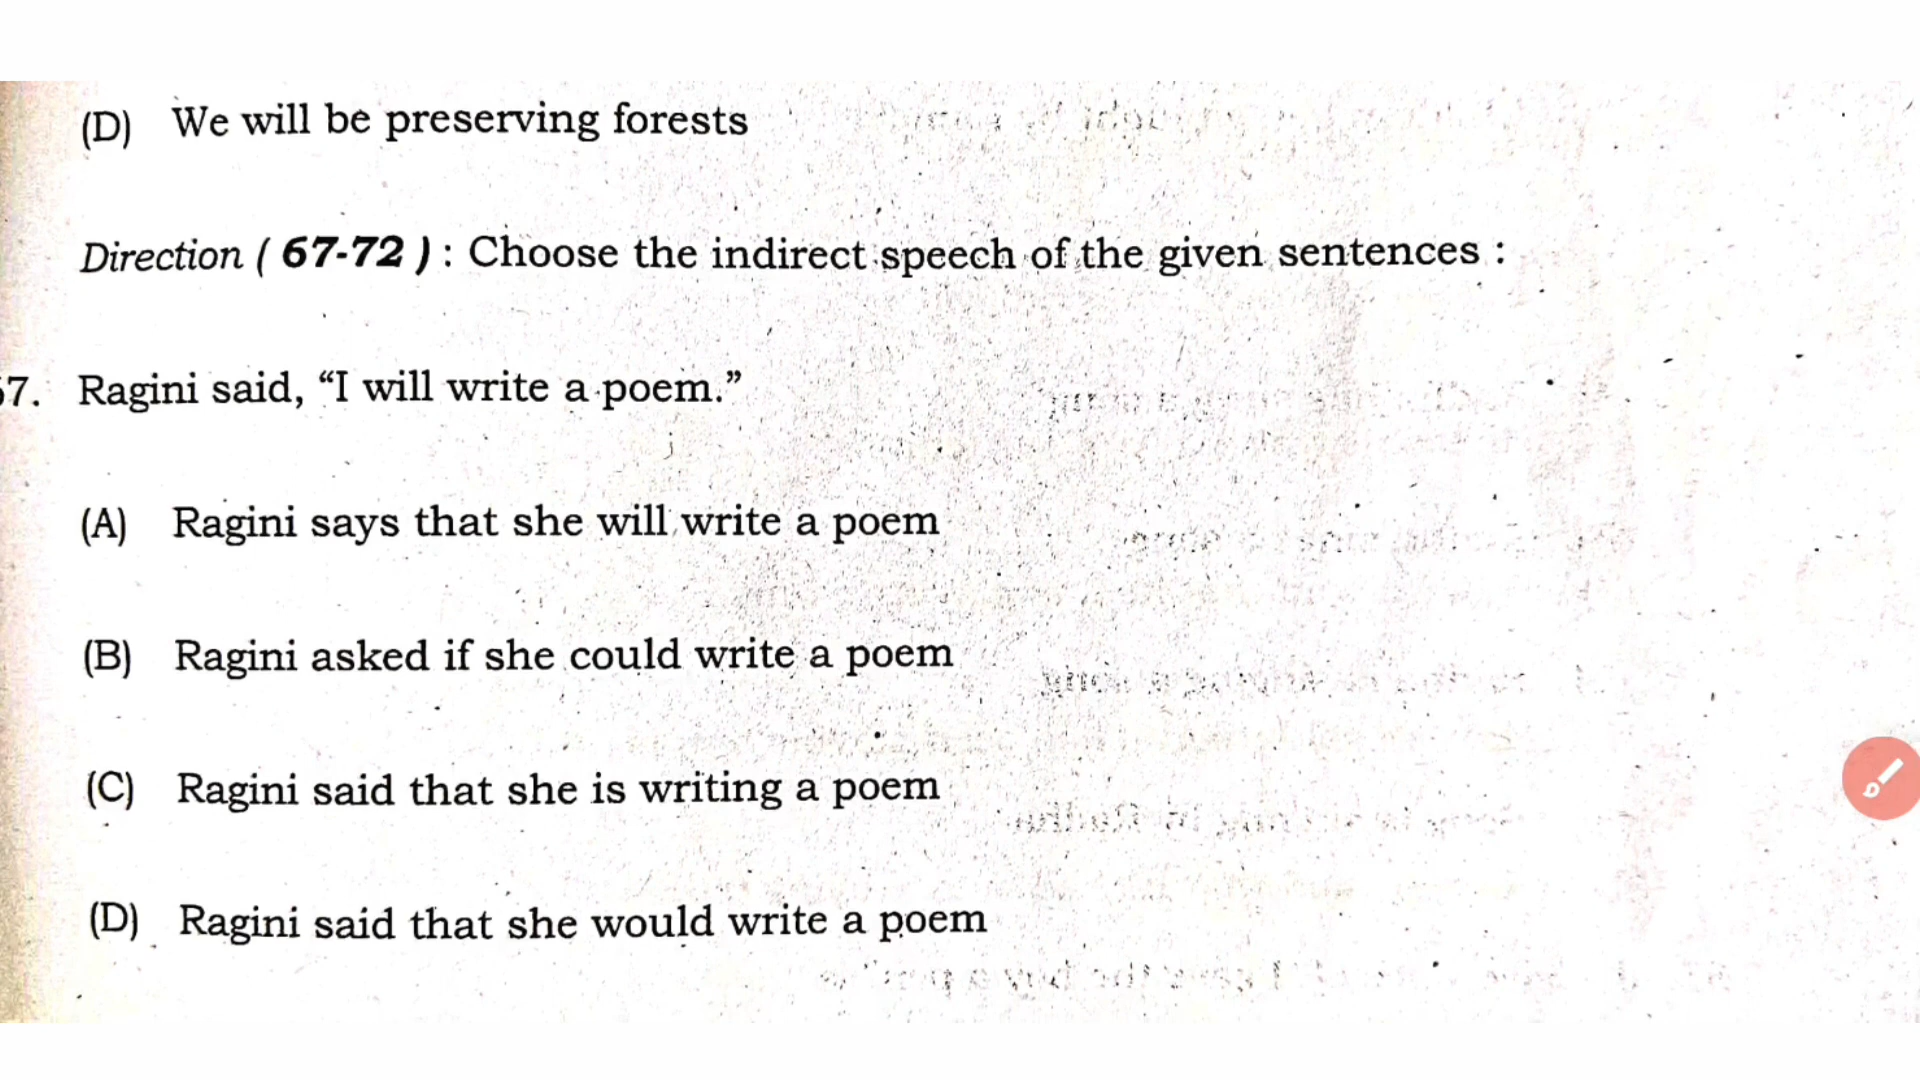 (D) We will be preserving forests
Direction ( 67-72 ) : Choose the indirect speech of the given sentences :
67. Ragini said, “I will write a poem.”
(A) Ragini says that she will write a poem
(B) Ragini asked if she could write a poem
(C) Ragini said that she is writing a poem
(D) Ragini said that she would write a poem